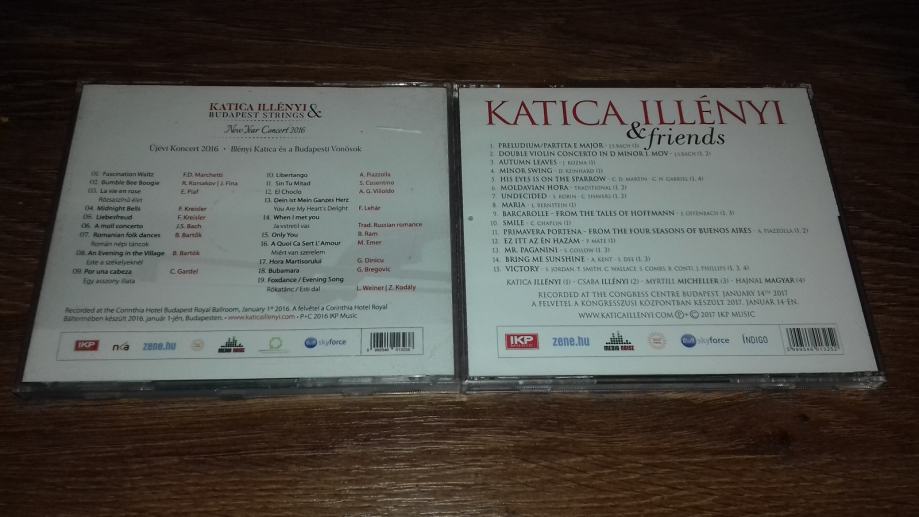 KATICA ILLÉNYI &
BUDAPEST STRINGS
New Year Concert 2016
Újévi Koncert 2016 • Illényi Katica és a Budapesti Vonósok
01. Fascination Waltz F.D. Marchetti
02. Bumble Bee Boogie R. Korsakov | J. Fina
03. La vie en rose E. Piaf
Rózsaszínű élet
04. Midnight Bells F. Kreisler
05. Liebesfreud F. Kreisler
06. A moll concerto J.S. Bach
07. Romanian folk dances B. Bartók
Román népi táncok
08. An Evening in the Village B. Bartók
Este a székelyeknél
09. Por una cabeza C. Gardel
Egy asszony illata
10. Libertango A. Piazzolla
11. Sin Tu Mitad S. Cosentino
12. El Choclo A. G. Villoldo
13. Dein ist Mein Ganzes Herz
You Are My Heart's Delight F. Lehár
14. When I met you
Ja vstretil vas Trad. Russian romance
15. Only You B. Ram
16. A Quoi Ca Sert L'Amour M. Emer
Miért van szerelem
17. Hora Martisorului G. Dinicu
18. Bubamara G. Bregovic
19. Foxdance / Evening Song
Rókatánc / Esti dal L. Weiner | Z. Kodály
Recorded at the Corinthia Hotel Budapest Royal Ballroom, January 1st 2016. A felvétel a Corinthia Hotel Royal
Báltermében készült 2016. január 1-jén, Budapesten. • www.katicaillenyi.com • P+C 2016 IKP Music
IKP nka zene.hu MUSIC NOISE skyforce
KATICA ILLÉNYI
& friends
1. PRELUDIUM/PARTITA E MAJOR - J.S.BACH (1)
2. DOUBLE VIOLIN CONCERTO IN D MINOR I. MOV - J.S.BACH (1, 2)
3. AUTUMN LEAVES - J. KOZMA (1)
4. MINOR SWING - D. REINHARD (1)
5. HIS EYES IS ON THE SPARROW - C. D. MARTIN - C. H. GABRIEL (1, 4)
6. MOLDAVIAN HORA - TRADITIONAL (1, 2)
7. UNDECIDED - S. ROBIN - C. SHAVERS (1, 3)
8. MARIA - L. BERNSTEIN (1)
9. BARCAROLLE - FROM THE TALES OF HOFFMANN - J. OFFENBACH (1, 3)
10. SMILE - C. CHAPLIN (1)
11. PRIMAVERA PORTENA - FROM THE FOUR SEASONS OF BUENOS AIRES - A. PIAZZOLLA (1, 2)
12. EZ ITT AZ ÉN HAZÁM - P. MÁTÉ (1)
13. MR. PAGANINI - S. COSLOW (1, 3)
14. BRING ME SUNSHINE - A. KENT - S. DEE (1, 3)
15. VICTORY - S. JORDAN, T. SMITH, C. WALLACE, S. COMBS, B. CONTI, J. PHILLIPS (1, 3, 4)
KATICA ILLÉNYI (1) - CSABA ILLÉNYI (2) - MYRTILL MICHELLER (3) - HAJNAL MAGYAR (4)
RECORDED AT THE CONGRESS CENTRE BUDAPEST, JANUARY 14TH 2017
A FELVÉTEL A KONGRESSZUSI KÖZPONTBAN KÉSZÜLT 2017. JANUÁR 14-ÉN.
WWW.KATICAILLENYI.COM Ⓟ+© 2017 IKP MUSIC
IKP zene.hu MUSIC NOISE skyforce ÍNDIGO